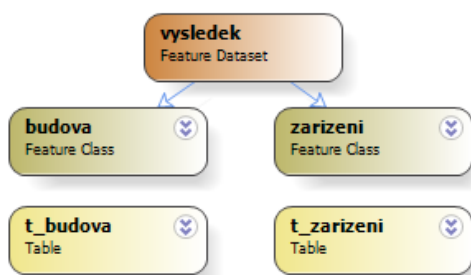 vysledek
Feature Dataset
budova
Feature Class
zarizeni
Feature Class
t_budova
Table
t_zarizeni
Table